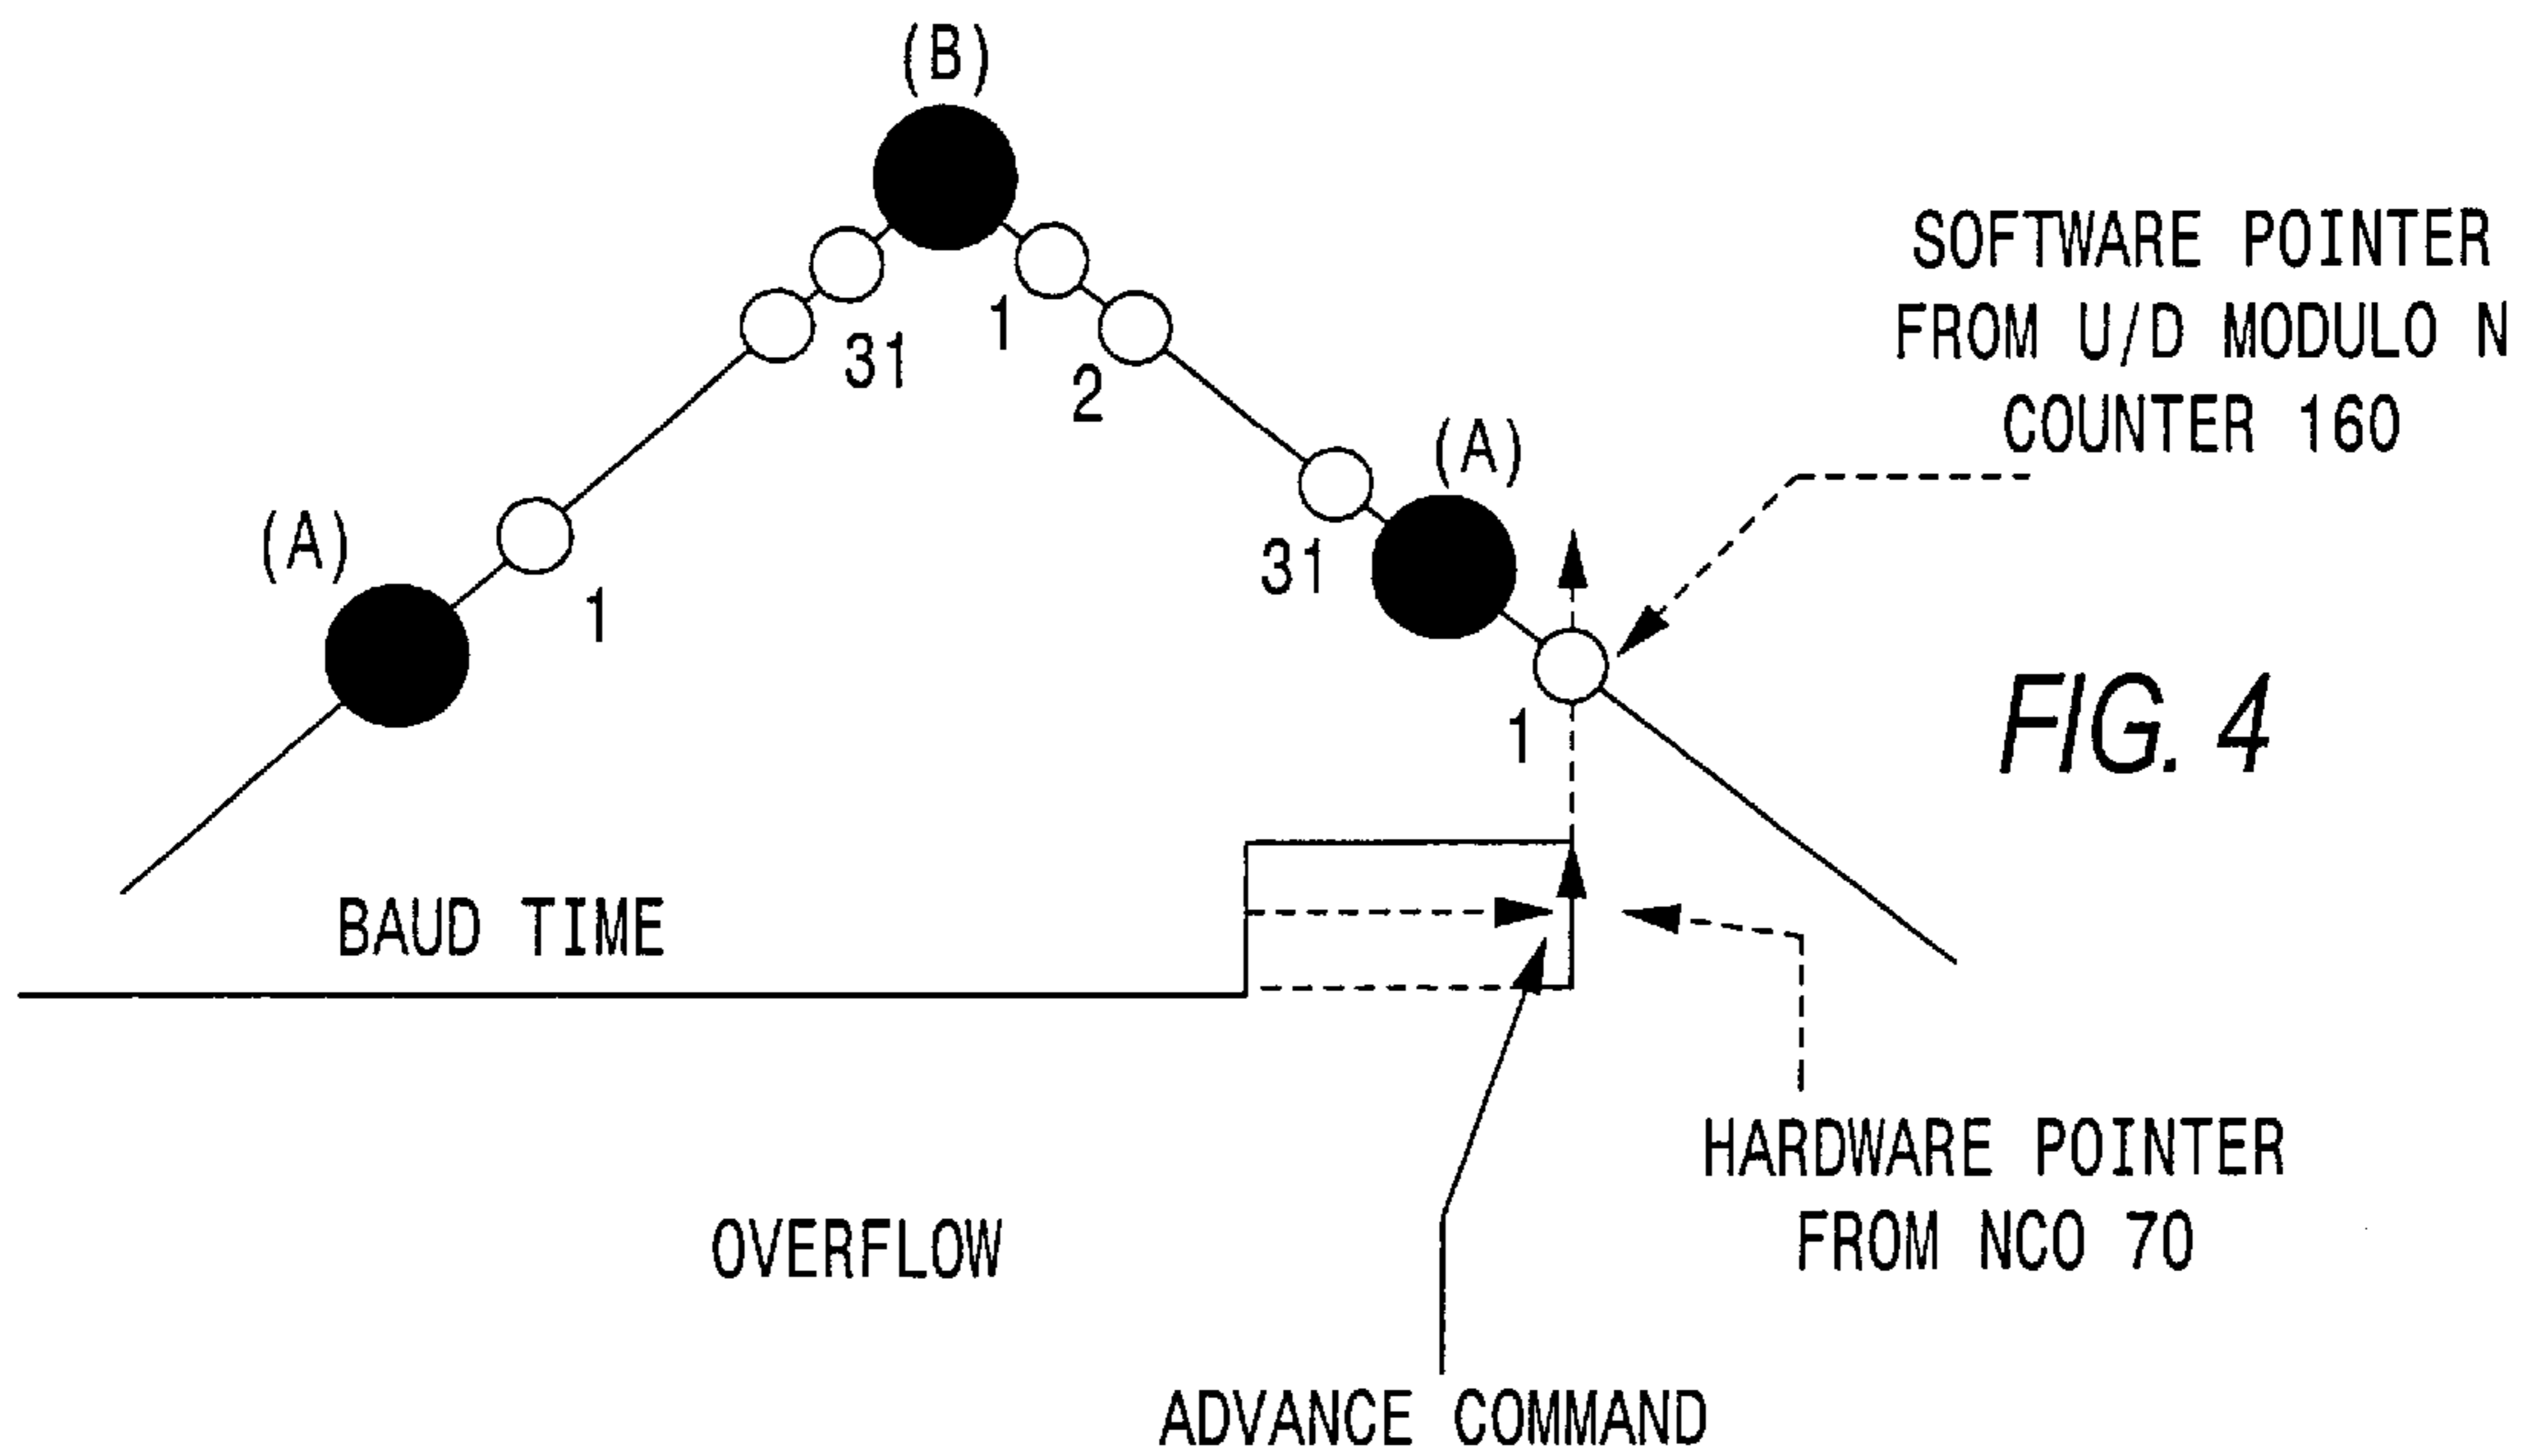 (B)
SOFTWARE POINTER
FROM U/D MODULO N
COUNTER 160
31
1
2
(A)
(A)
31
1
1
FIG. 4
BAUD TIME
HARDWARE POINTER
FROM NCO 70
OVERFLOW
ADVANCE COMMAND